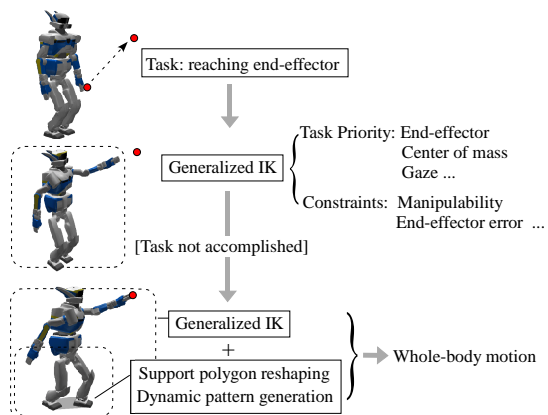 Task: reaching end-effector
Generalized IK
Task Priority: End-effector
Center of mass
Gaze ...
Constraints: Manipulability
End-effector error ...
[Task not accomplished]
Generalized IK
+
Support polygon reshaping
Dynamic pattern generation
Whole-body motion